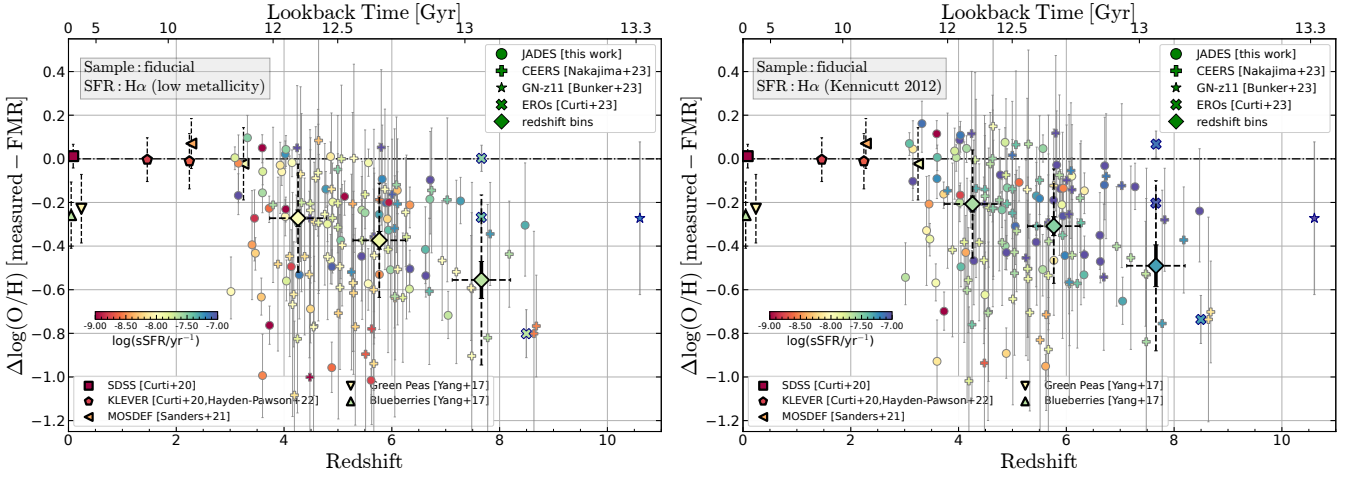 Lookback Time [Gyr]
0 5 10 12 12.5 13 13.3
Δlog(O/H) [measured − FMR]
0.4
0.2
0.0
−0.2
−0.4
−0.6
−0.8
−1.0
−1.2
Sample : fiducial
SFR : Hα (low metallicity)
JADES [this work]
CEERS [Nakajima+23]
GN-z11 [Bunker+23]
EROs [Curti+23]
redshift bins
-9.00 -8.50 -8.00 -7.50 -7.00
log(sSFR/yr⁻¹)
SDSS [Curti+20]
KLEVER [Curti+20,Hayden-Pawson+22]
MOSDEF [Sanders+21]
Green Peas [Yang+17]
Blueberries [Yang+17]
0 2 4 6 8 10
Redshift
Lookback Time [Gyr]
0 5 10 12 12.5 13 13.3
Δlog(O/H) [measured − FMR]
0.4
0.2
0.0
−0.2
−0.4
−0.6
−0.8
−1.0
−1.2
Sample : fiducial
SFR : Hα (Kennicutt 2012)
JADES [this work]
CEERS [Nakajima+23]
GN-z11 [Bunker+23]
EROs [Curti+23]
redshift bins
-9.00 -8.50 -8.00 -7.50 -7.00
log(sSFR/yr⁻¹)
SDSS [Curti+20]
KLEVER [Curti+20,Hayden-Pawson+22]
MOSDEF [Sanders+21]
Green Peas [Yang+17]
Blueberries [Yang+17]
0 2 4 6 8 10
Redshift